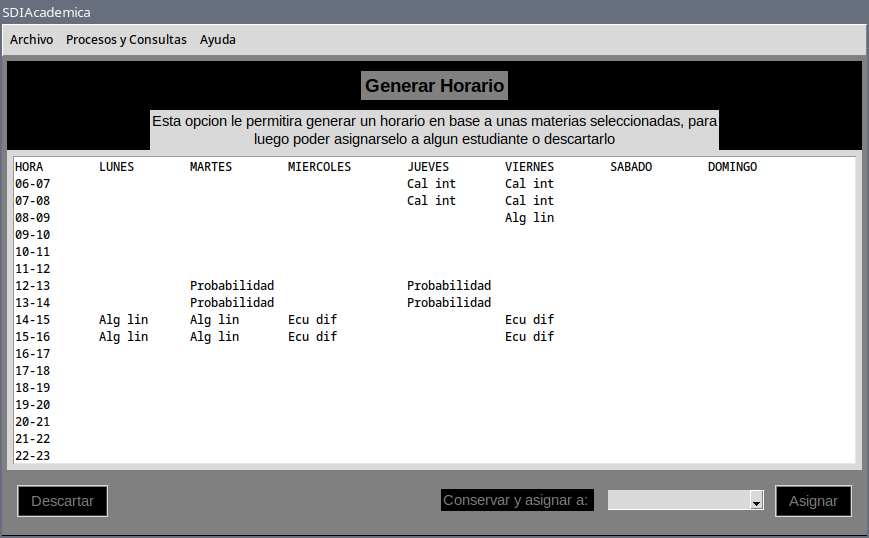 SDIAcademica
Archivo Procesos y Consultas Ayuda
Generar Horario
Esta opcion le permitira generar un horario en base a unas materias seleccionadas, para
luego poder asignarselo a algun estudiante o descartarlo
HORA LUNES MARTES MIERCOLES JUEVES VIERNES SABADO DOMINGO
06-07 Cal int Cal int
07-08 Cal int Cal int
08-09 Alg lin
09-10
10-11
11-12
12-13 Probabilidad Probabilidad
13-14 Probabilidad Probabilidad
14-15 Alg lin Alg lin Ecu dif Ecu dif
15-16 Alg lin Alg lin Ecu dif Ecu dif
16-17
17-18
18-19
19-20
20-21
21-22
22-23
Descartar Conservar y asignar a: Asignar